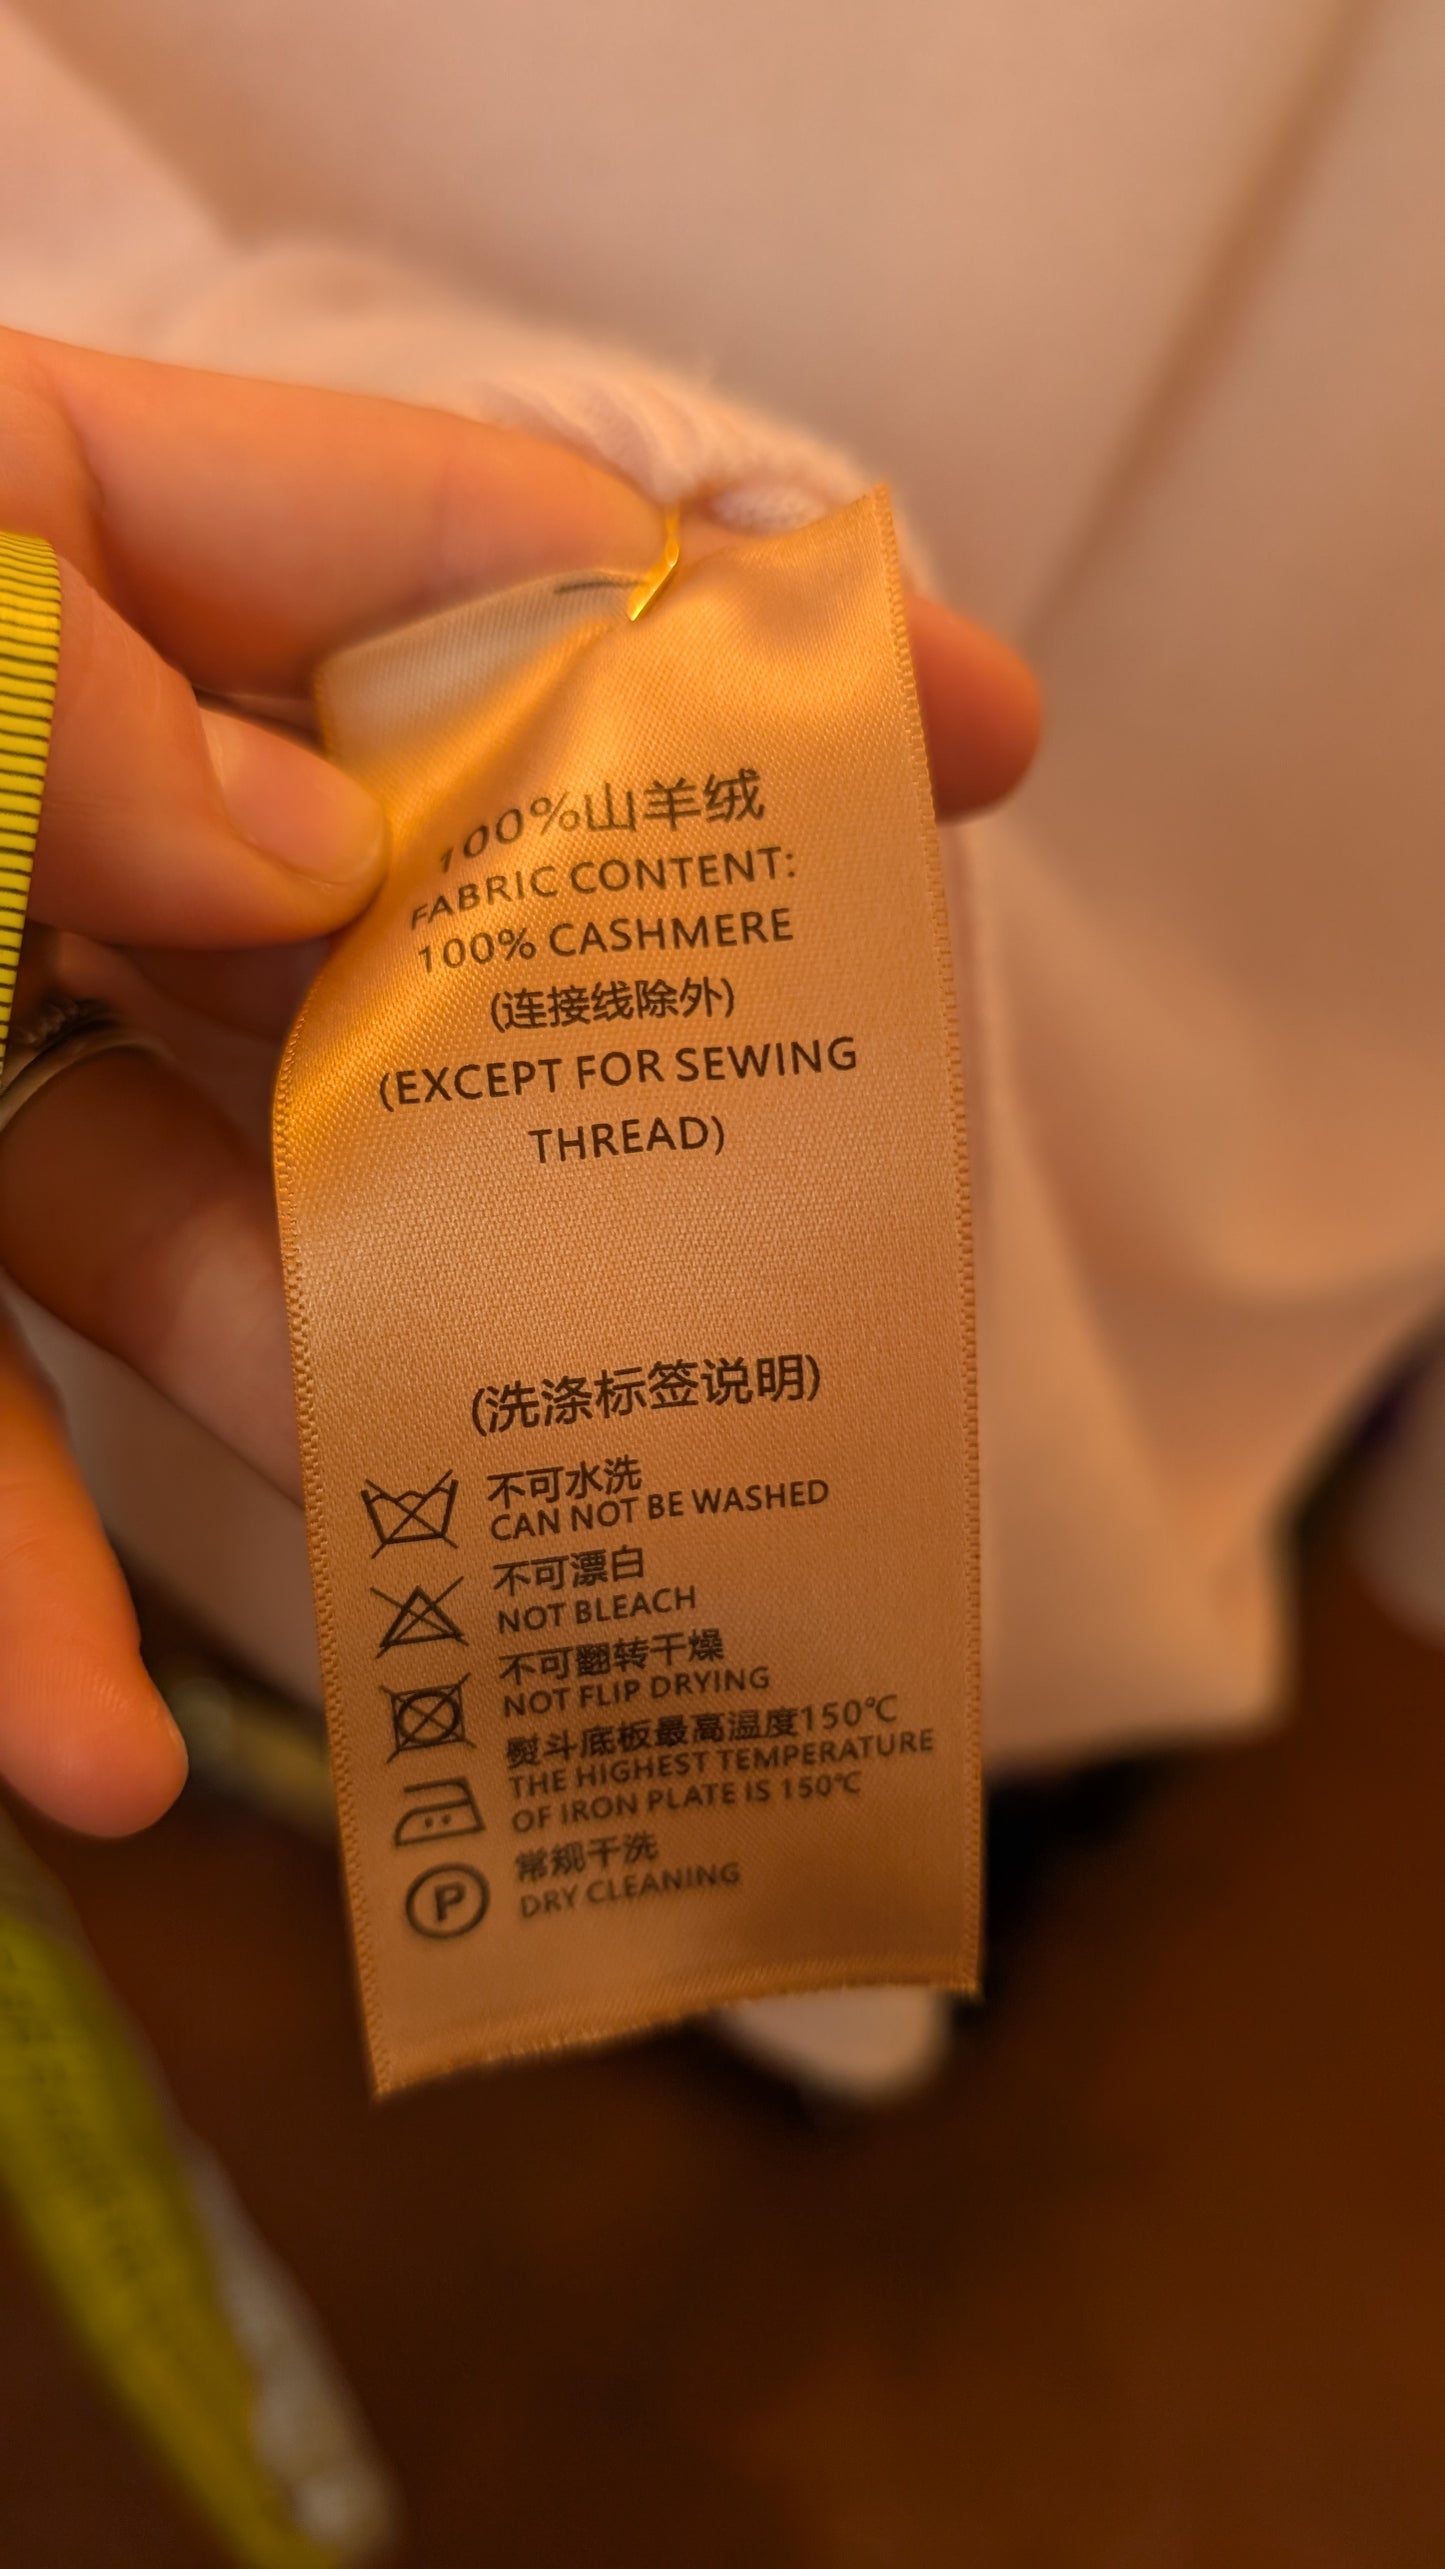 100%山羊绒
FABRIC CONTENT:
100% CASHMERE
(连接线除外)
(EXCEPT FOR SEWING
THREAD)
(洗涤标签说明)
不可水洗
CAN NOT BE WASHED
不可漂白
NOT BLEACH
不可翻转干燥
NOT FLIP DRYING
熨斗底板最高温度150℃
THE HIGHEST TEMPERATURE
OF IRON PLATE IS 150℃
常规干洗
P
DRY CLEANING